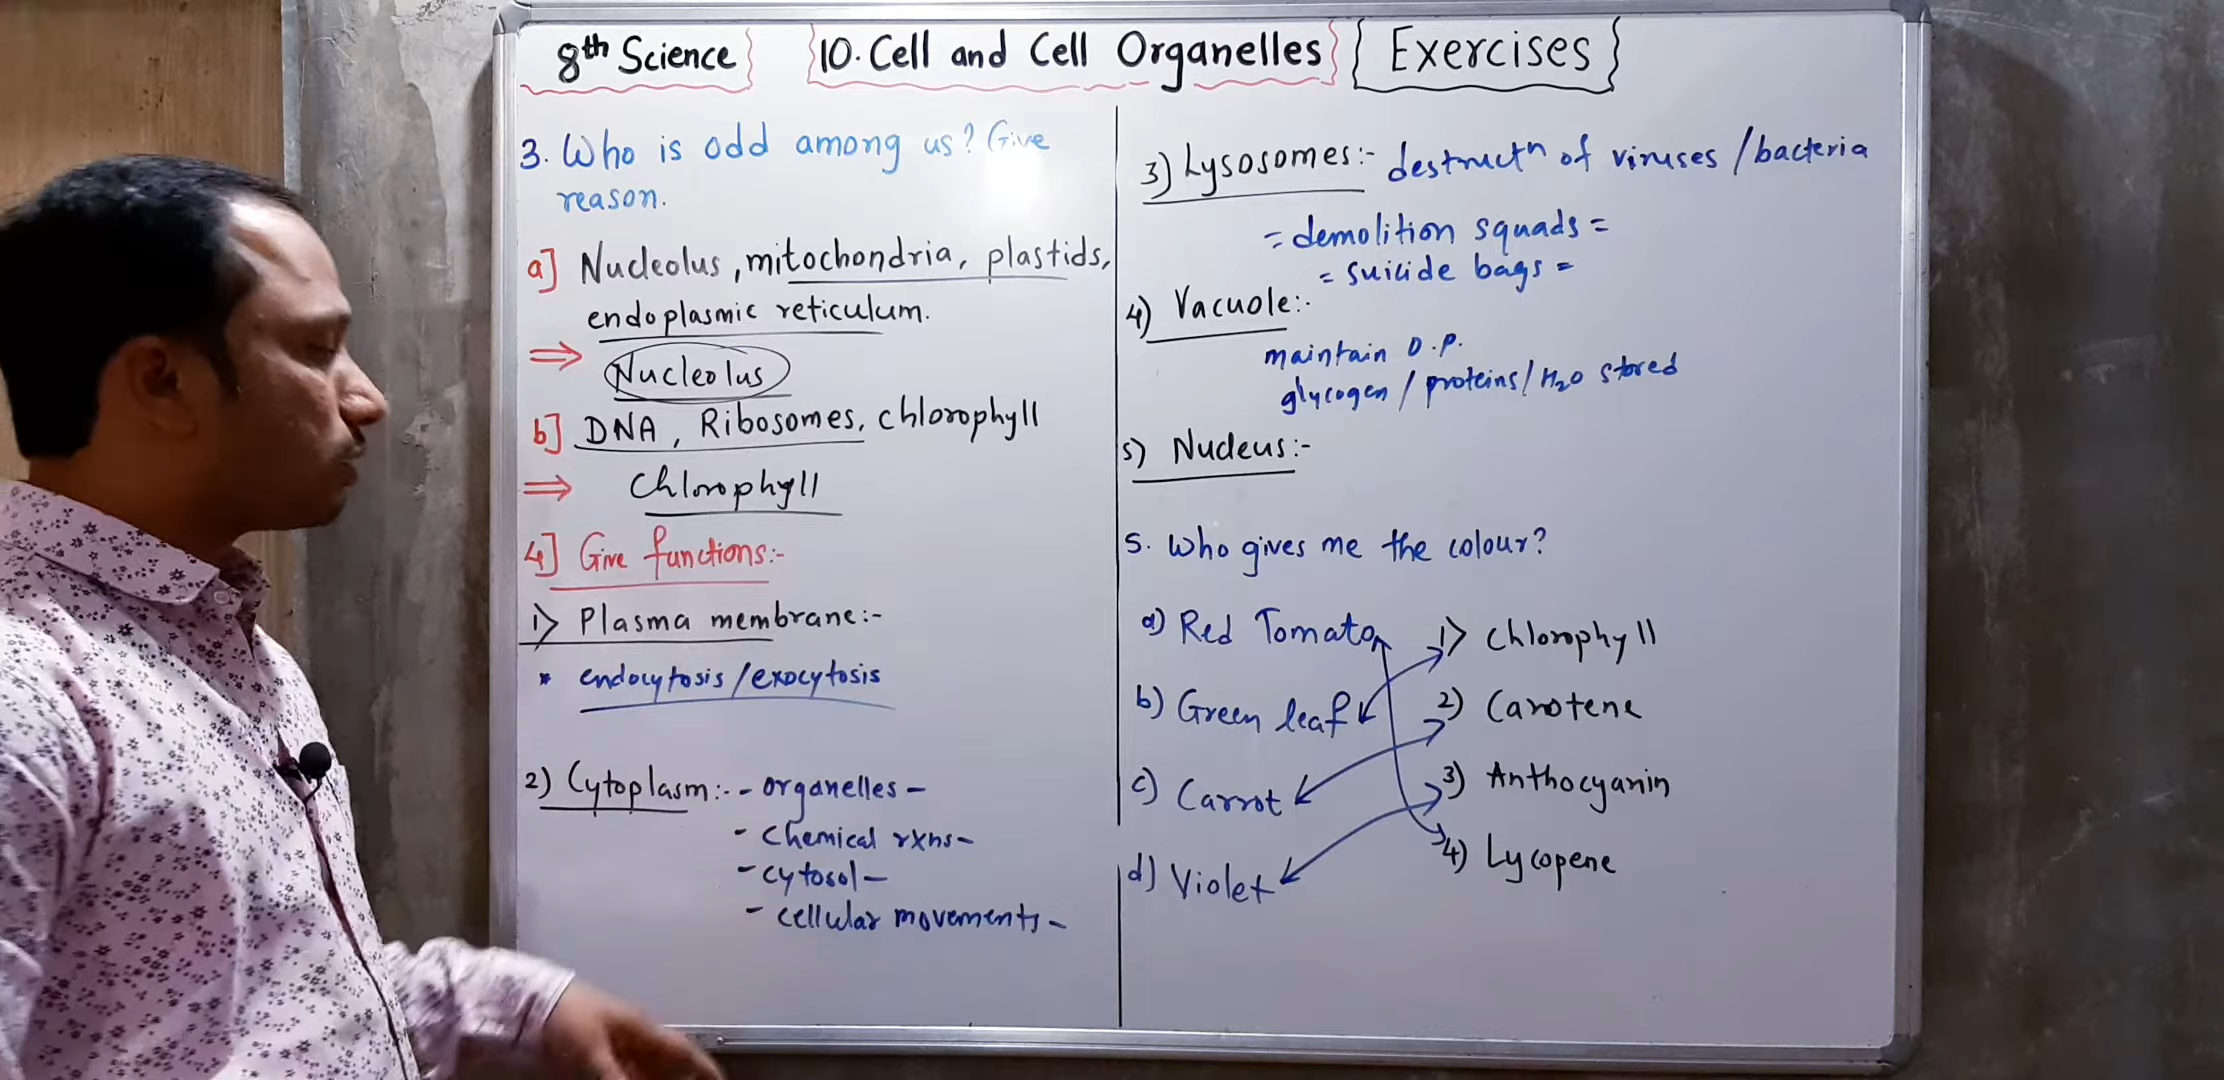 8th Science
10. Cell and Cell Organelles
Exercises
3. Who is odd among us? Give
reason.
a] Nucleolus, mitochondria, plastids,
endoplasmic reticulum.
⇒ Nucleolus
b] DNA, Ribosomes, chlorophyll
⇒ Chlorophyll
4] Give functions:-
1) Plasma membrane:-
* endocytosis/exocytosis
2) Cytoplasm:- - organelles -
- Chemical rxns -
- cytosol -
- cellular movements -
3) Lysosomes:- destructn of viruses / bacteria
= demolition squads =
= suicide bags =
4) Vacuole:-
maintain O.P.
glycogen / proteins / H2O stored
5) Nucleus:-
5. Who gives me the colour?
a) Red Tomato 1) Chlorophyll
b) Green leaf 2) Carotene
c) Carrot 3) Anthocyanin
d) Violet 4) Lycopene